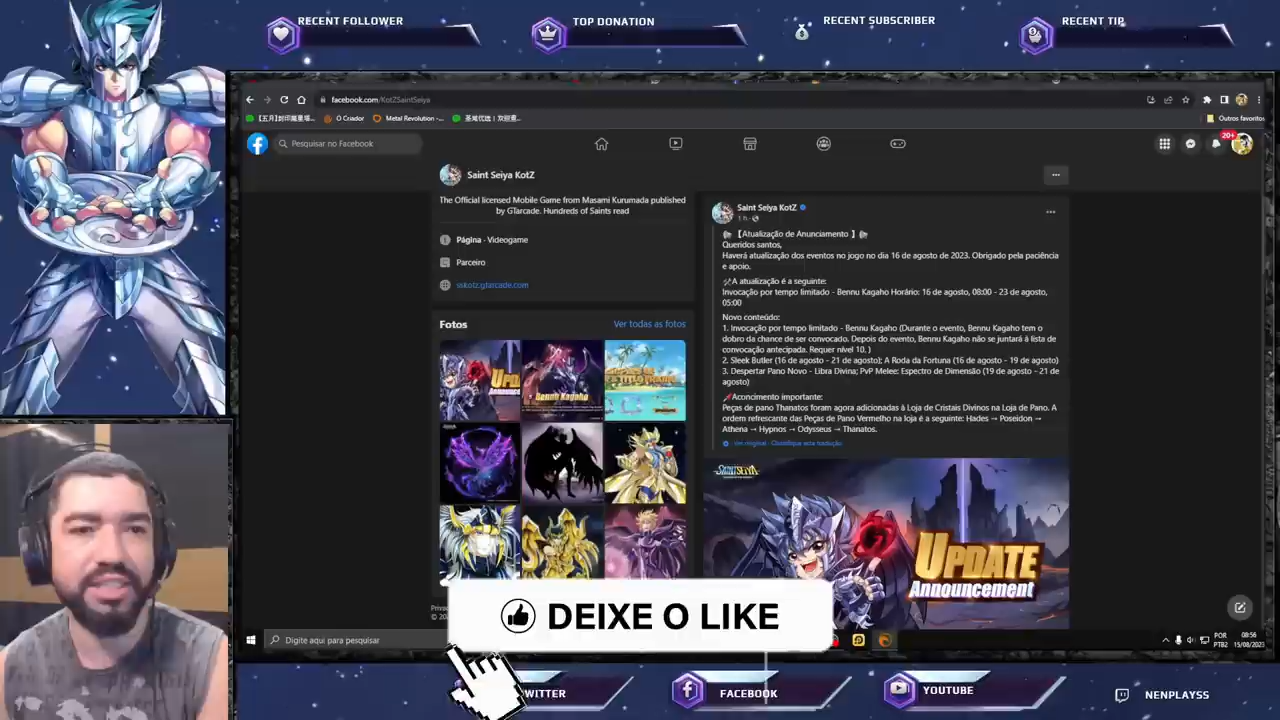 RECENT FOLLOWER
TOP DONATION
RECENT SUBSCRIBER
RECENT TIP
facebook.com/KotZSaintSeiya
O Criador
Metal Revolution -...
Outros favoritos
Pesquisar no Facebook
20+
Saint Seiya KotZ
The Official licensed Mobile Game from Masami Kurumada published
by GTarcade. Hundreds of Saints read
Página · Videogame
Parceiro
sskotz.gtarcade.com
Fotos
Ver todas as fotos
Saint Seiya KotZ
1 h ·
【Atualização de Anunciamento 】
Queridos santos,
Haverá atualização dos eventos no jogo no dia 16 de agosto de 2023. Obrigado pela paciência
e apoio.
A atualização é a seguinte:
Invocação por tempo limitado - Bennu Kagaho Horário: 16 de agosto, 08:00 - 23 de agosto,
05:00
Novo conteúdo:
1. Invocação por tempo limitado - Bennu Kagaho (Durante o evento, Bennu Kagaho tem o
dobro da chance de ser convocado. Depois do evento, Bennu Kagaho não se juntará à lista de
convocação antecipada. Requer nível 10. )
2. Sleek Butler (16 de agosto - 21 de agosto); A Roda da Fortuna (16 de agosto - 19 de agosto)
3. Despertar Pano Novo - Libra Divina; PvP Melee: Espectro de Dimensão (19 de agosto - 21 de
agosto)
Aconcimento importante:
Peças de pano Thanatos foram agora adicionadas à Loja de Cristais Divinos na Loja de Pano. A
ordem refrescante das Peças de Pano Vermelho na loja é a seguinte: Hades → Poseidon →
Athena → Hypnos → Odysseus → Thanatos.
Ver original · Classifique esta tradução
SAINT SEIYA
UPDATE
Announcement
Bennu Kagaho
DEIXE O LIKE
Digite aqui para pesquisar
POR
PTB2
08:56
15/08/2023
WITTER
FACEBOOK
YOUTUBE
NENPLAYSS